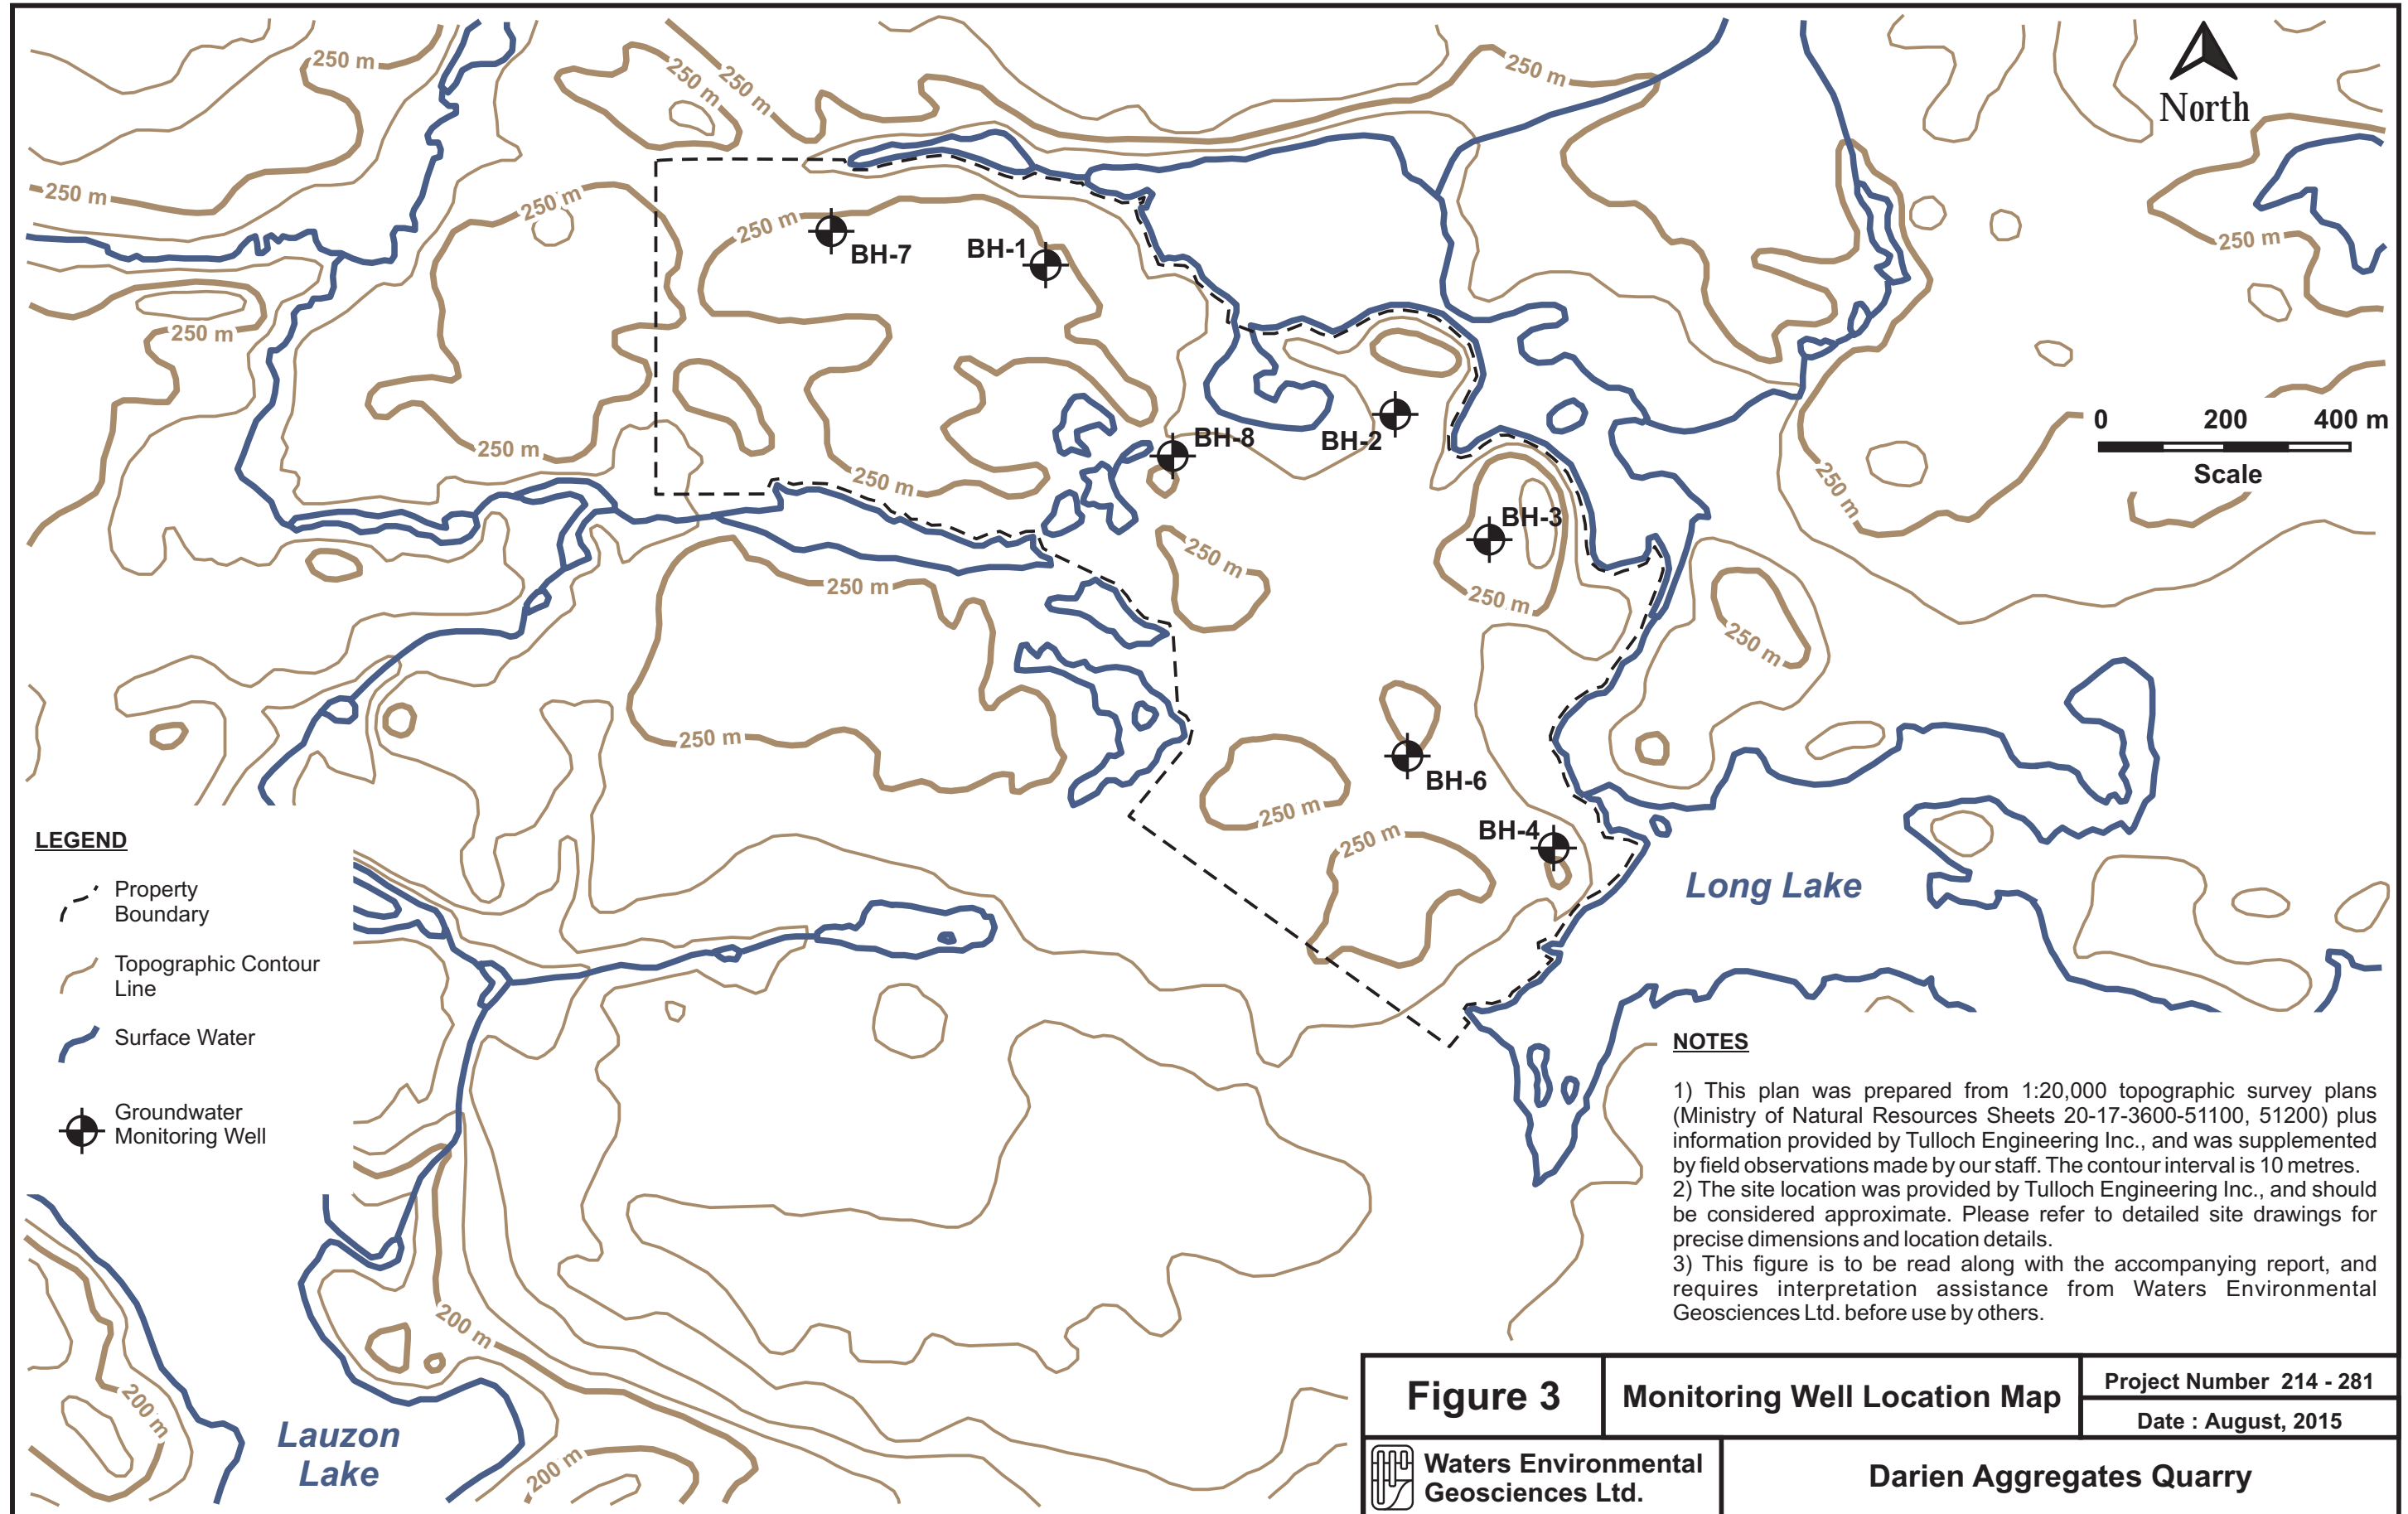 250 m
250 m
250 m
250 m
North
250 m
250 m
250 m
250 m
BH-7
BH-1
250 m
0 200 400 m
Scale
BH-8
BH-2
250 m
250 m
250 m
BH-3
250 m
250 m
250 m
250 m
250 m
250 m
BH-6
250 m
250 m
BH-4
Long Lake
LEGEND
Property
Boundary
Topographic Contour
Line
Surface Water
Groundwater
Monitoring Well
200 m
200 m
200 m
Lauzon
Lake
NOTES
1) This plan was prepared from 1:20,000 topographic survey plans
(Ministry of Natural Resources Sheets 20-17-3600-51100, 51200) plus
information provided by Tulloch Engineering Inc., and was supplemented
by field observations made by our staff. The contour interval is 10 metres.
2) The site location was provided by Tulloch Engineering Inc., and should
be considered approximate. Please refer to detailed site drawings for
precise dimensions and location details.
3) This figure is to be read along with the accompanying report, and
requires interpretation assistance from Waters Environmental
Geosciences Ltd. before use by others.
Figure 3
Monitoring Well Location Map
Project Number 214 - 281
Date : August, 2015
Waters Environmental
Geosciences Ltd.
Darien Aggregates Quarry